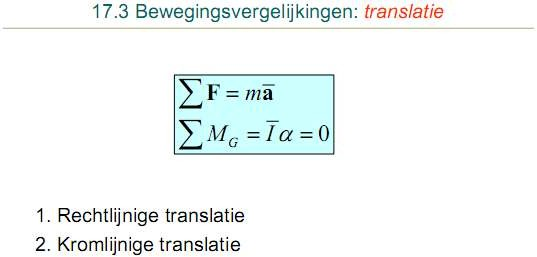 17.3 Bewegingsvergelijkingen: translatie
∑F = ma̅
∑M_G = I̅α = 0
1. Rechtlijnige translatie
2. Kromlijnige translatie